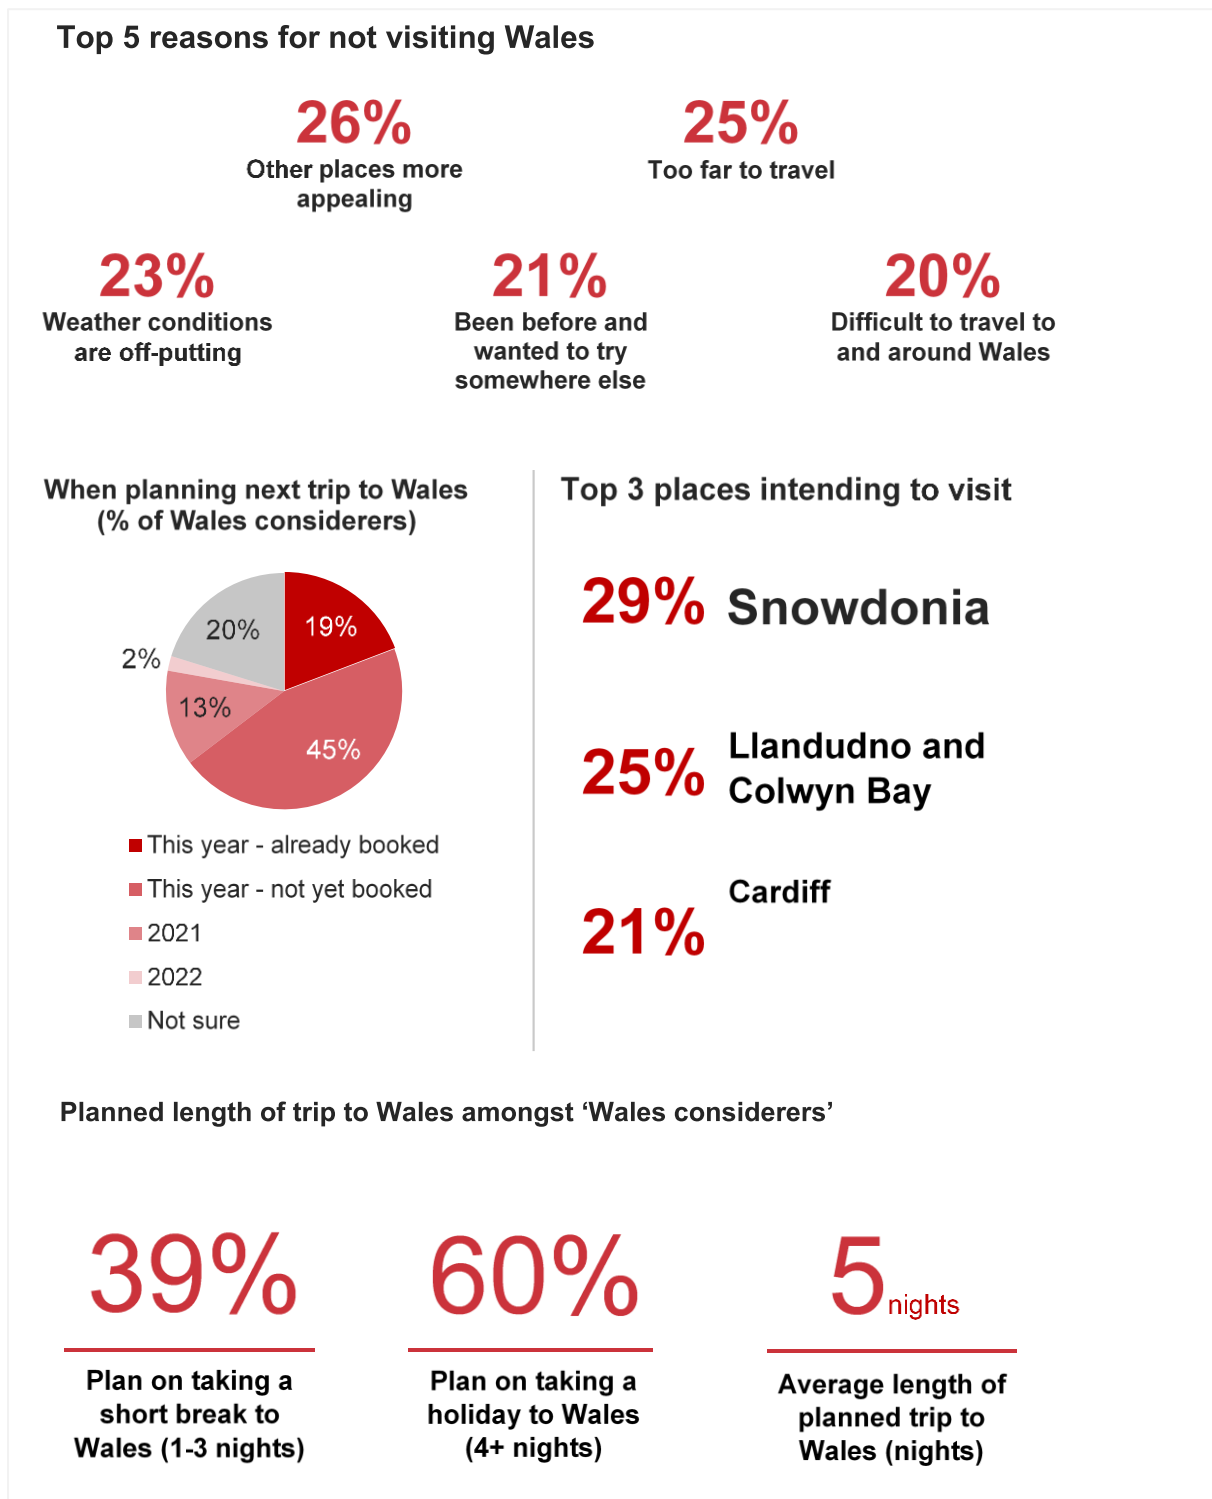 Top 5 reasons for not visiting Wales
26%
Other places more
appealing
25%
Too far to travel
23%
Weather conditions
are off-putting
21%
Been before and
wanted to try
somewhere else
20%
Difficult to travel to
and around Wales
When planning next trip to Wales
(% of Wales considerers)
20%
19%
2%
13%
45%
This year - already booked
This year - not yet booked
2021
2022
Not sure
Top 3 places intending to visit
29% Snowdonia
25% Llandudno and
Colwyn Bay
21% Cardiff
Planned length of trip to Wales amongst ‘Wales considerers’
39%
Plan on taking a
short break to
Wales (1-3 nights)
60%
Plan on taking a
holiday to Wales
(4+ nights)
5 nights
Average length of
planned trip to
Wales (nights)